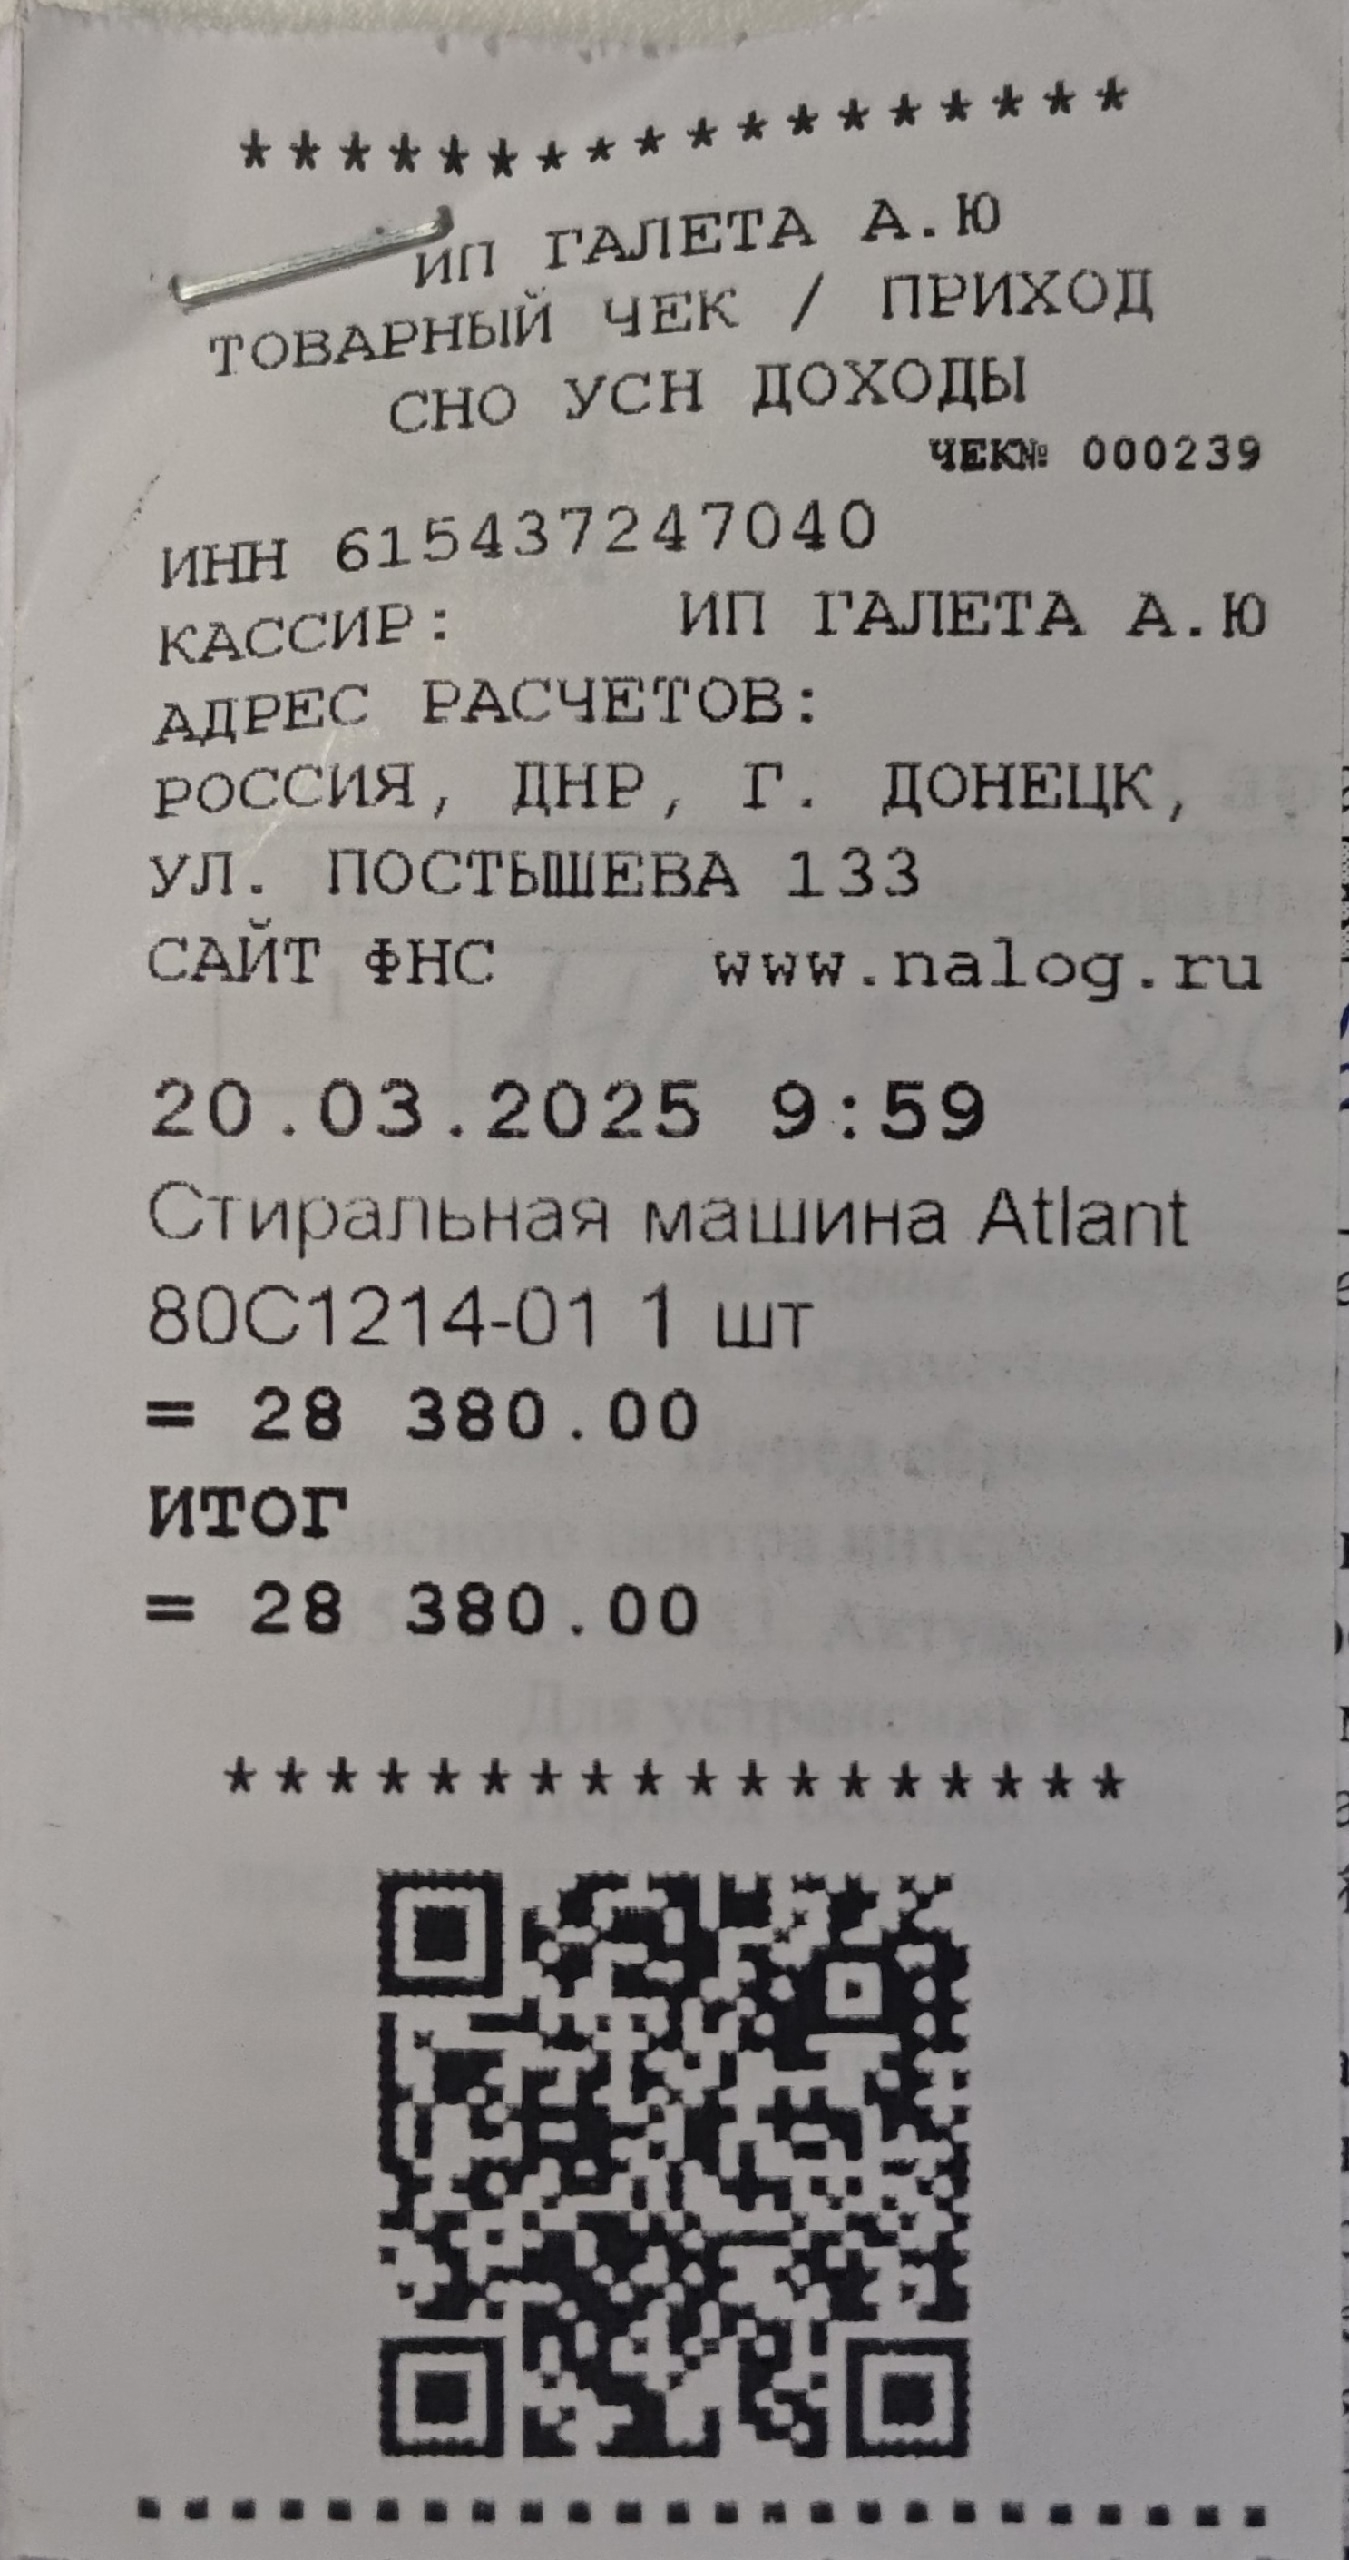 ******************
ИП ГАЛЕТА А.Ю
ТОВАРНЫЙ ЧЕК / ПРИХОД
СНО УСН ДОХОДЫ
ЧЕК№ 000239
ИНН 615437247040
КАССИР: ИП ГАЛЕТА А.Ю
АДРЕС РАСЧЕТОВ:
РОССИЯ, ДНР, Г. ДОНЕЦК,
УЛ. ПОСТЫШЕВА 133
САЙТ ФНС www.nalog.ru
20.03.2025 9:59
Стиральная машина Atlant
80С1214-01 1 шт
= 28 380.00
ИТОГ
= 28 380.00
******************